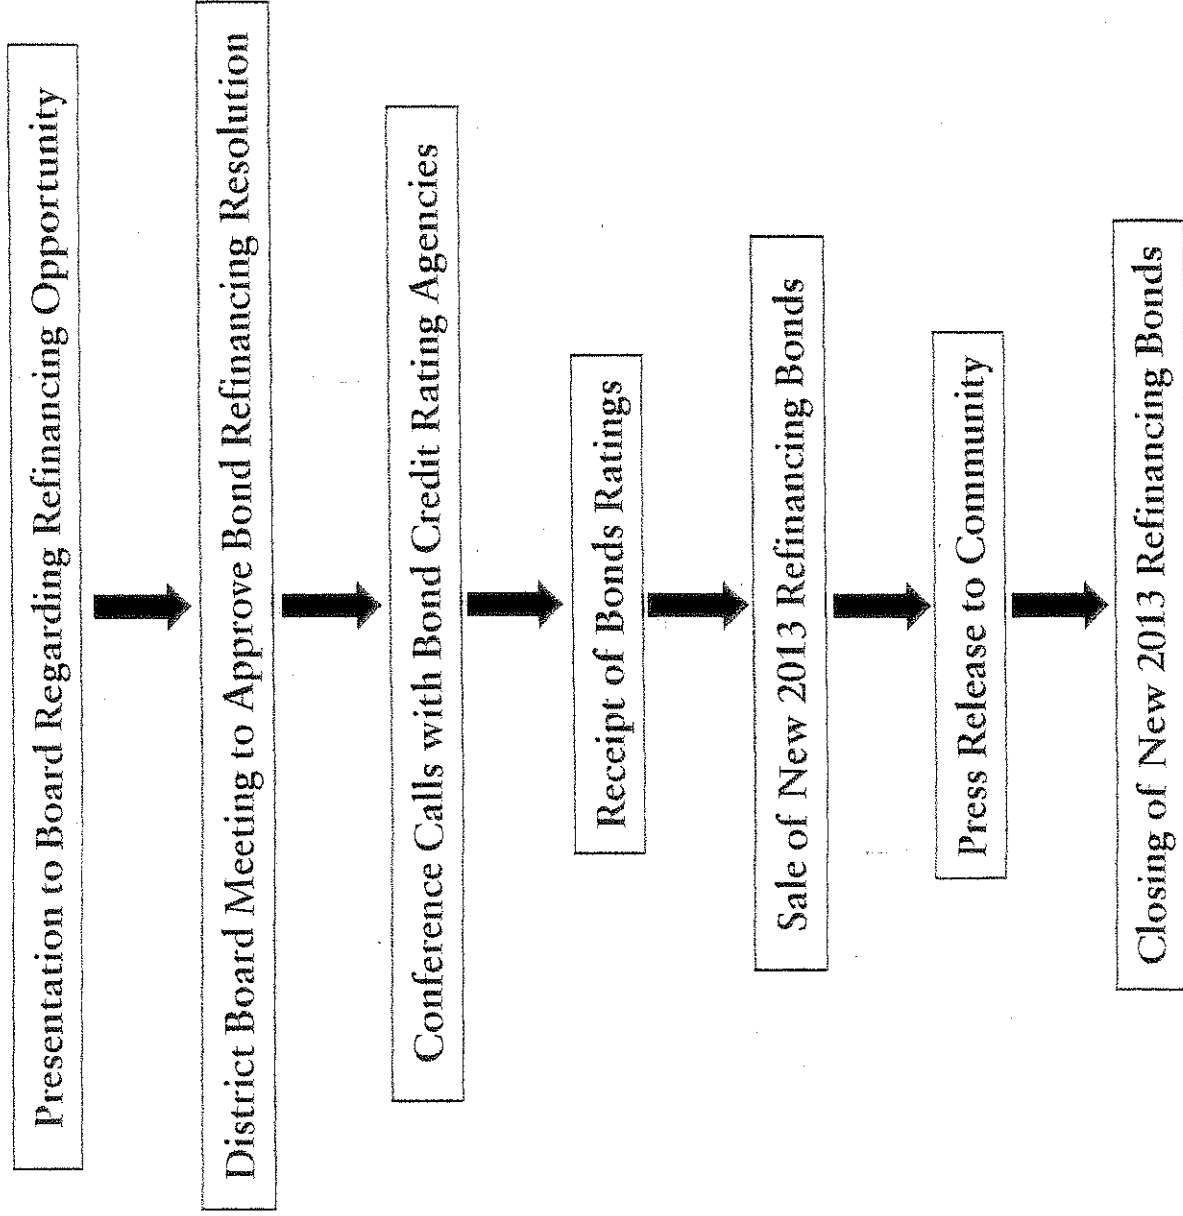 Presentation to Board Regarding Refinancing Opportunity
District Board Meeting to Approve Bond Refinancing Resolution
Conference Calls with Bond Credit Rating Agencies
Receipt of Bonds Ratings
Sale of New 2013 Refinancing Bonds
Press Release to Community
Closing of New 2013 Refinancing Bonds